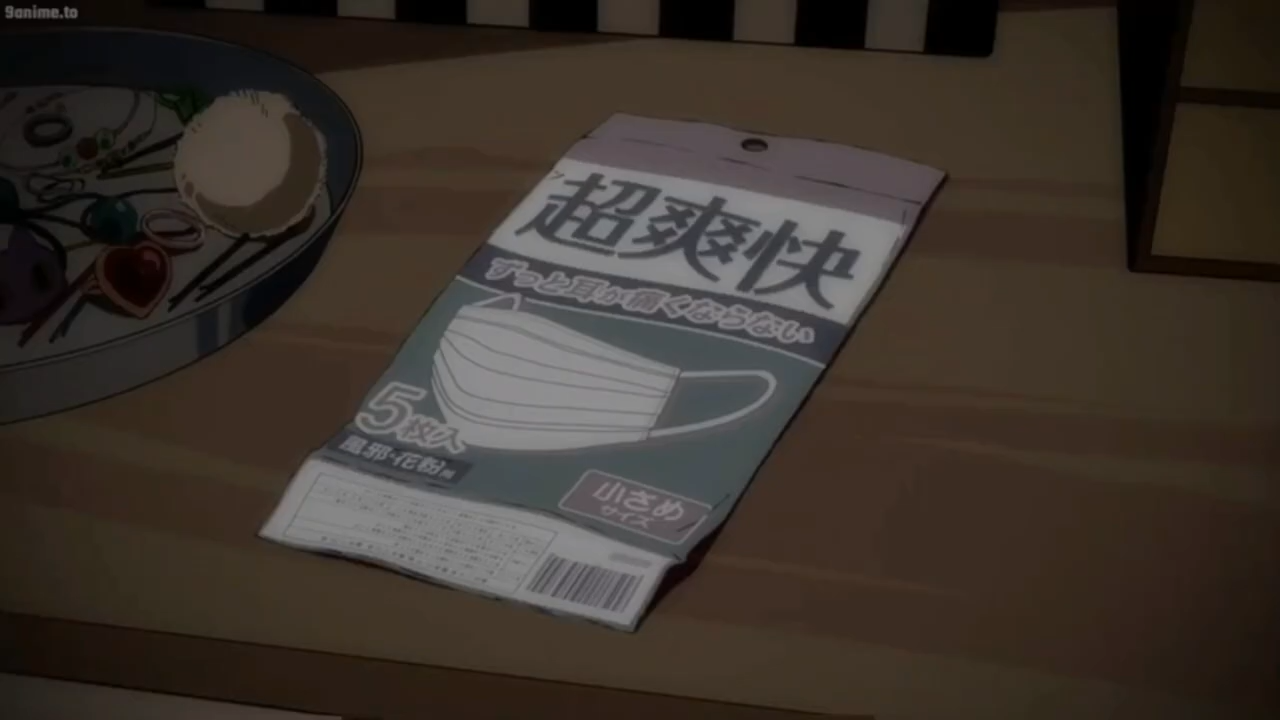 9anime.to
超爽快
ずっと耳が痛くならない
5枚入
風邪・花粉用
小さめ
サイズ